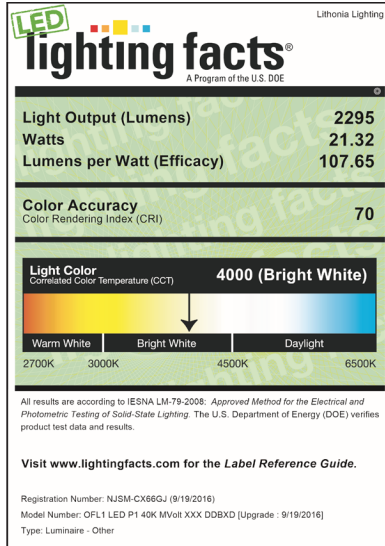 Lithonia Lighting
LED
lighting facts®
A Program of the U.S. DOE
Light Output (Lumens) 2295
Watts 21.32
Lumens per Watt (Efficacy) 107.65
Color Accuracy
Color Rendering Index (CRI) 70
Light Color
Correlated Color Temperature (CCT) 4000 (Bright White)
Warm White Bright White Daylight
2700K 3000K 4500K 6500K
All results are according to IESNA LM-79-2008: Approved Method for the Electrical and
Photometric Testing of Solid-State Lighting. The U.S. Department of Energy (DOE) verifies
product test data and results.
Visit www.lightingfacts.com for the Label Reference Guide.
Registration Number: NJSM-CX66GJ (9/19/2016)
Model Number: OFL1 LED P1 40K MVolt XXX DDBXD [Upgrade : 9/19/2016]
Type: Luminaire - Other